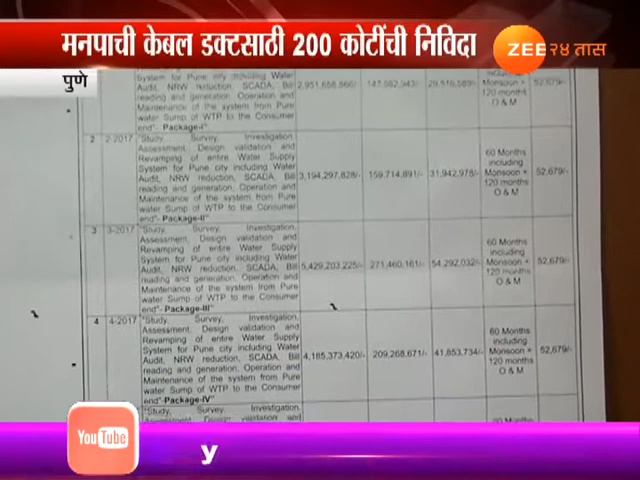 मनपाची केबल डक्टसाठी 200 कोटींची निविदा
ZEE २४ तास
पुणे
System for Pune city including Water
Audit, NRW reduction, SCADA, Bill
reading and generation, Operation and
Maintenance of the system from Pure
water Sump of WTP to the Consumer
end"- Package-I"
Monsoon +
120 months
O & M
52,679/-
2 2-2017 "Study, Survey, Investigation,
Assessment, Design validation and
Revamping of entire Water Supply
System for Pune city including Water
Audit, NRW reduction, SCADA, Bill
reading and generation, Operation and
Maintenance of the system from Pure
water Sump of WTP to the Consumer
end"- Package-II"
3,194,297,828/- 159,714,891/- 31,942,978/-
60 Months
including
Monsoon +
120 months
O & M
52,679/-
3 3-2017 "Study, Survey, Investigation,
Assessment, Design validation and
Revamping of entire Water Supply
System for Pune city including Water
Audit, NRW reduction, SCADA, Bill
reading and generation, Operation and
Maintenance of the system from Pure
water Sump of WTP to the Consumer
end"- Package-III"
5,429,203,225/- 271,460,161/- 54,292,032/-
60 Months
including
Monsoon +
120 months
O & M
52,679/-
4 4-2017 "Study, Survey, Investigation,
Assessment, Design validation and
Revamping of entire Water Supply
System for Pune city including Water
Audit, NRW reduction, SCADA, Bill
reading and generation, Operation and
Maintenance of the system from Pure
water Sump of WTP to the Consumer
end"-Package-IV"
4,185,373,420/- 209,268,671/- 41,853,734/-
60 Months
including
Monsoon +
120 months
O & M
52,679/-
"Study, Survey, Investigation,
YouTube
y